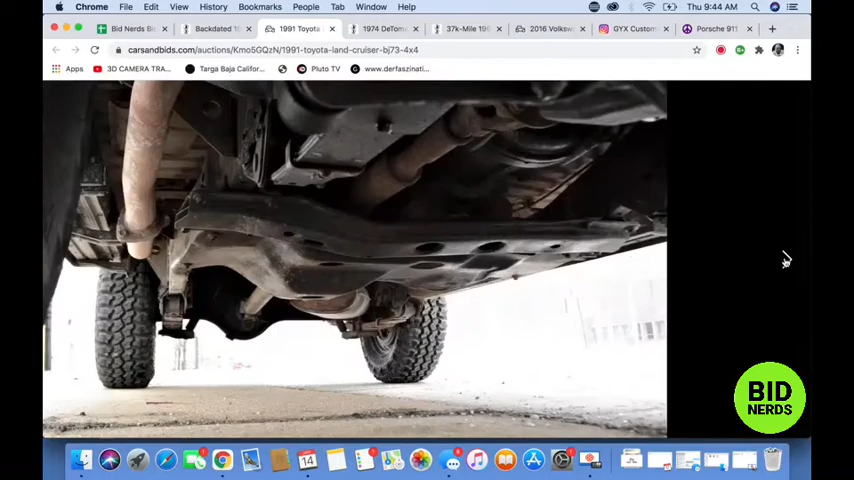 Chrome File Edit View History Bookmarks People Tab Window Help Thu 9:44 AM
Bid Nerds Bi Backdated 19 1991 Toyota 1974 DeTom 37k-Mile 199 2016 Volksw GYX Custom Porsche 911
carsandbids.com/auctions/Kmo5GQzN/1991-toyota-land-cruiser-bj73-4x4
Apps 3D CAMERA TRA... Targa Baja Califor... Pluto TV www.derfaszinati...
BID
NERDS
14